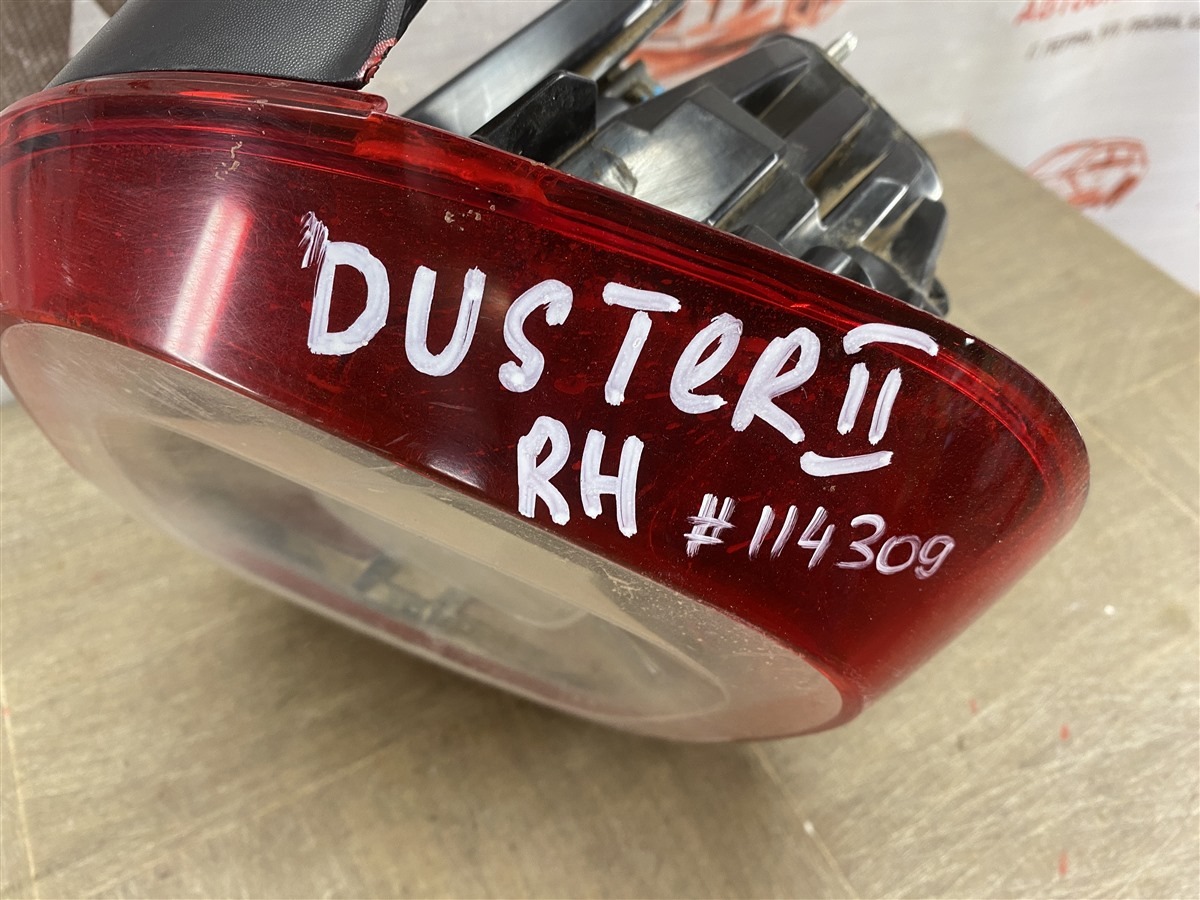 DUSTeR II
RH #114309